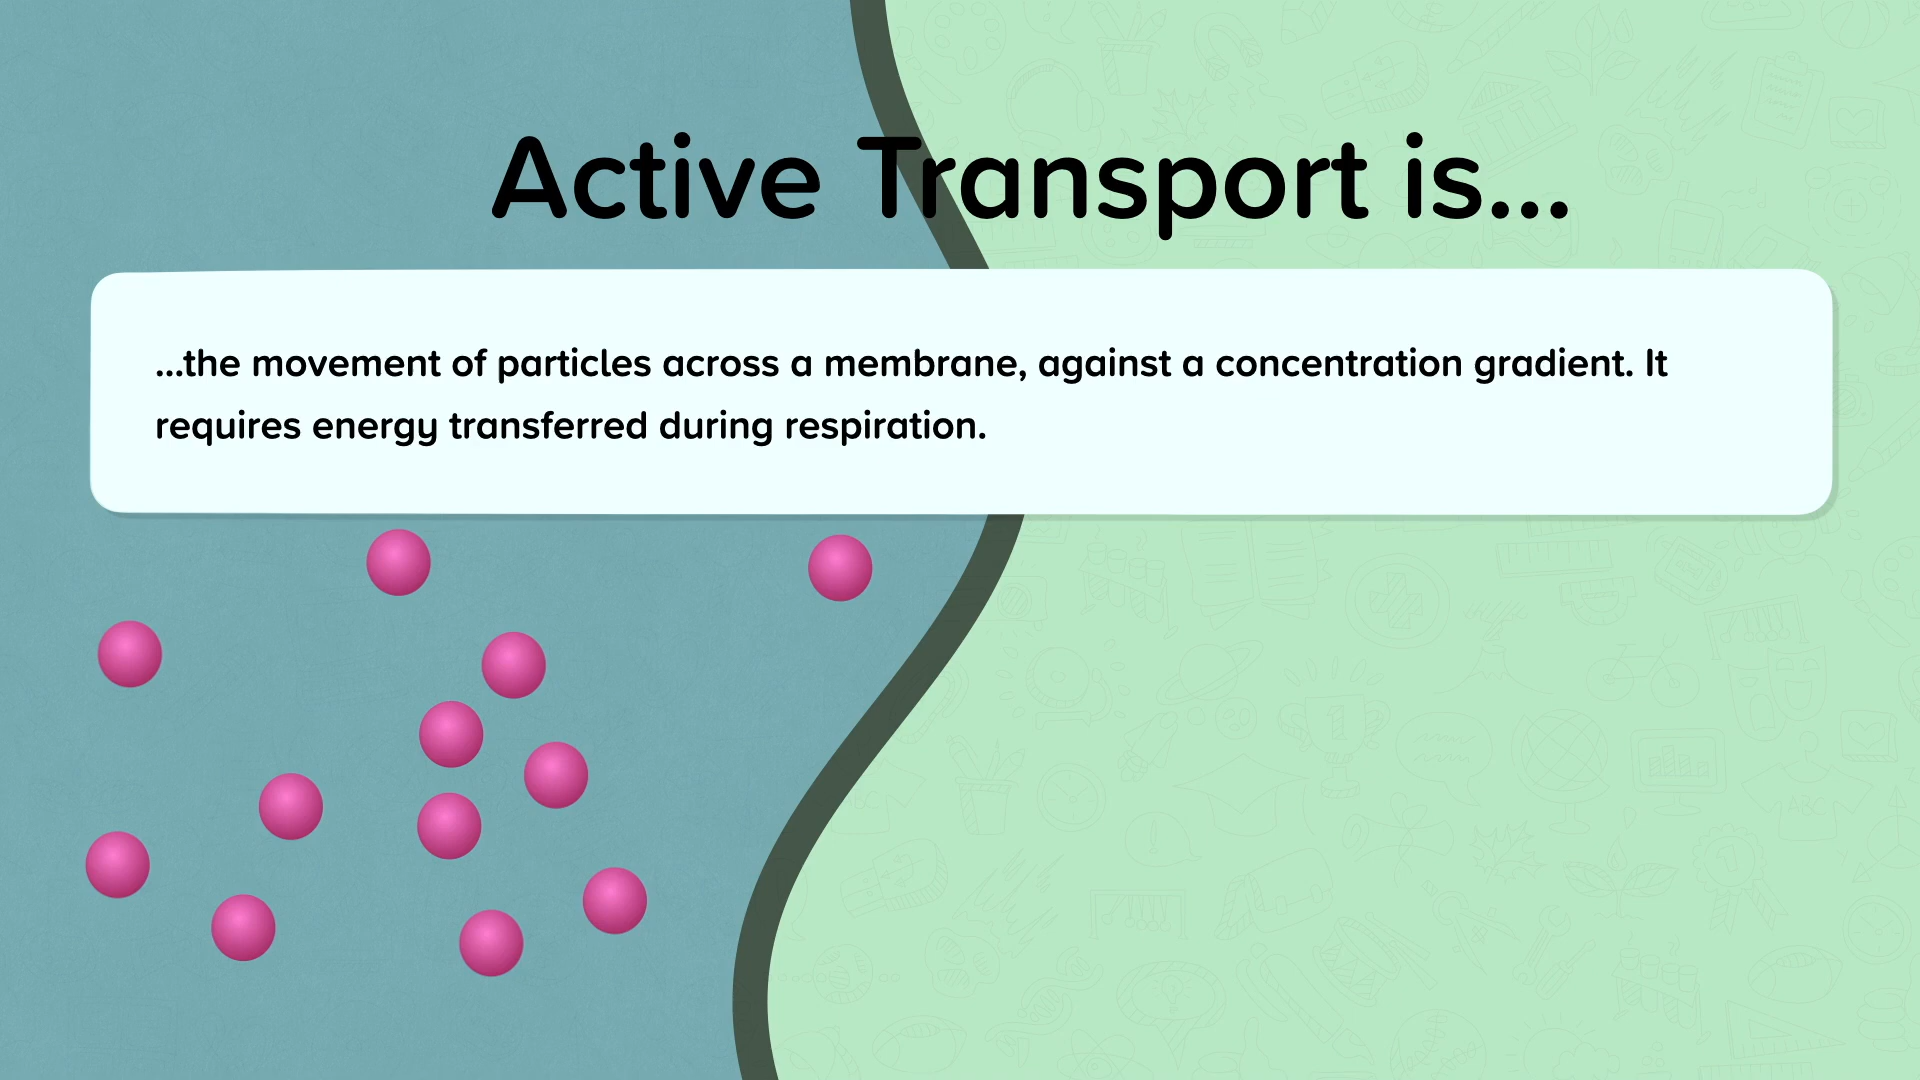 Active Transport is...
...the movement of particles across a membrane, against a concentration gradient. It
requires energy transferred during respiration.